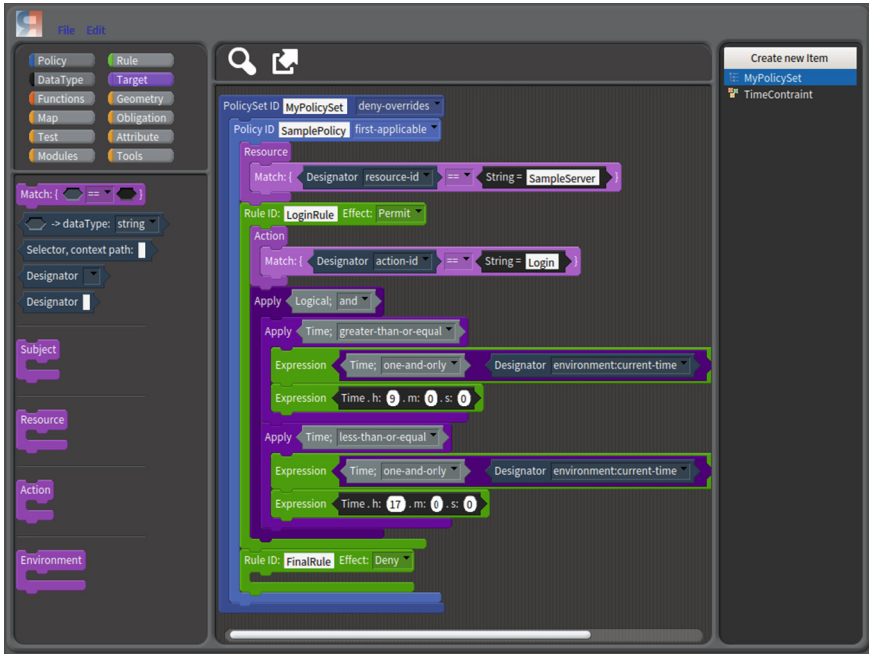 File Edit
Policy Rule
DataType Target
Functions Geometry
Map Obligation
Test Attribute
Modules Tools
Match: { == }
-> dataType: string
Selector, context path:
Designator
Designator
Subject
Resource
Action
Environment
PolicySet ID MyPolicySet deny-overrides
Policy ID SamplePolicy first-applicable
Resource
Match: { Designator resource-id == String = SampleServer }
Rule ID: LoginRule Effect: Permit
Action
Match: { Designator action-id == String = Login }
Apply Logical; and
Apply Time; greater-than-or-equal
Expression Time; one-and-only Designator environment:current-time
Expression Time . h: 9 . m: 0 . s: 0
Apply Time; less-than-or-equal
Expression Time; one-and-only Designator environment:current-time
Expression Time . h: 17 . m: 0 . s: 0
Rule ID: FinalRule Effect: Deny
Create new Item
MyPolicySet
TimeContraint